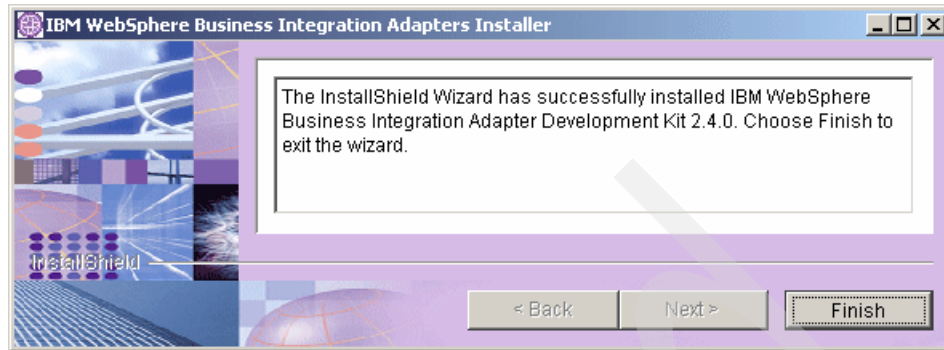 IBM WebSphere Business Integration Adapters Installer
The InstallShield Wizard has successfully installed IBM WebSphere
Business Integration Adapter Development Kit 2.4.0. Choose Finish to
exit the wizard.
InstallShield
< Back
Next >
Finish